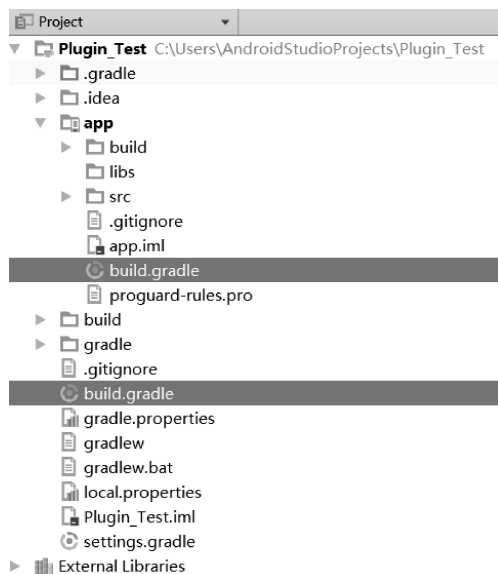 Project
Plugin_Test C:\Users\AndroidStudioProjects\Plugin_Test
.gradle
.idea
app
build
libs
src
.gitignore
app.iml
build.gradle
proguard-rules.pro
build
gradle
.gitignore
build.gradle
gradle.properties
gradlew
gradlew.bat
local.properties
Plugin_Test.iml
settings.gradle
External Libraries